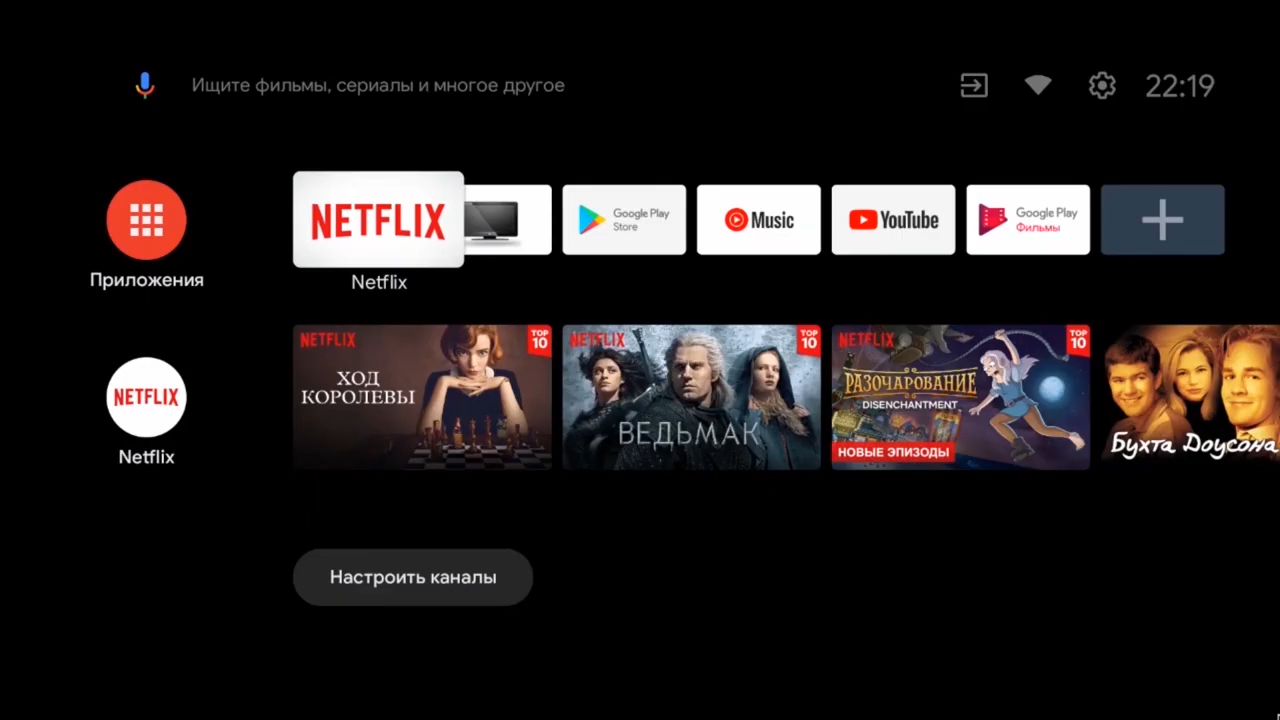 Ищите фильмы, сериалы и многое другое
22:19
NETFLIX
Google Play
Store
Music
YouTube
Google Play
Фильмы
Приложения
Netflix
NETFLIX
TOP
10
ХОД
КОРОЛЕВЫ
NETFLIX
TOP
10
ВЕДЬМАК
NETFLIX
TOP
10
РАЗОЧАРОВАНИЕ
DISENCHANTMENT
НОВЫЕ ЭПИЗОДЫ
Бухта Доусона
NETFLIX
Netflix
Настроить каналы